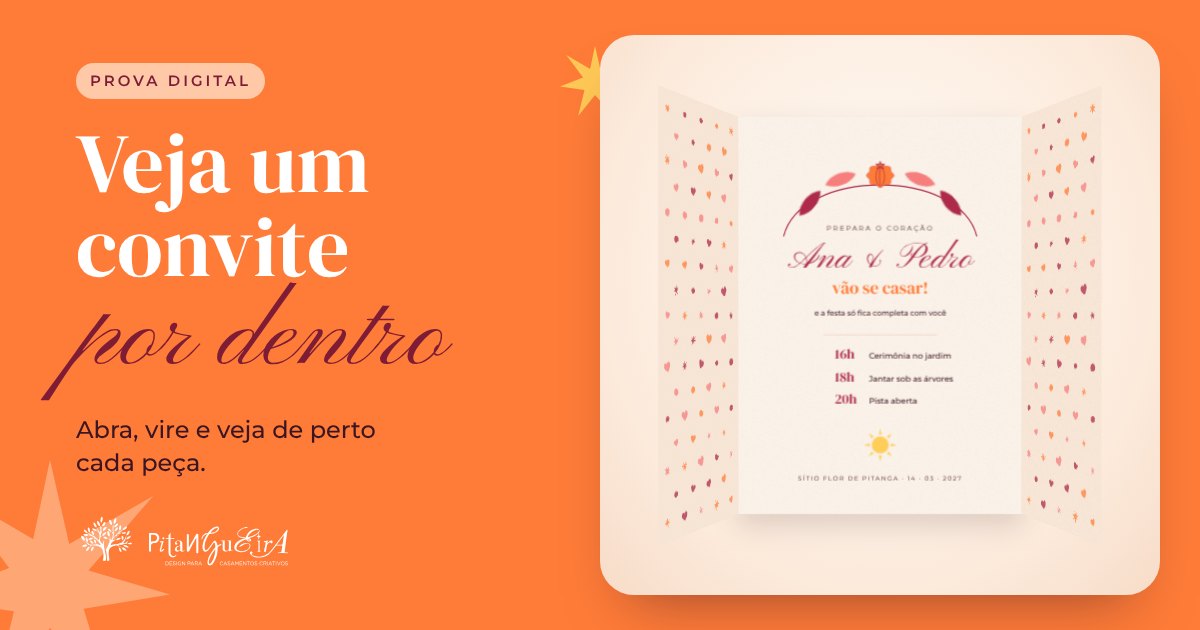 PROVA DIGITAL
Veja um
convite
por dentro
Abra, vire e veja de perto
cada peça.
PitanGuEirA
DESIGN PARA CASAMENTOS CRIATIVOS
PREPARA O CORAÇÃO
Ana & Pedro
vão se casar!
e a festa só fica completa com você
16h Cerimônia no jardim
18h Jantar sob as árvores
20h Pista aberta
SÍTIO FLOR DE PITANGA · 14 · 03 · 2027